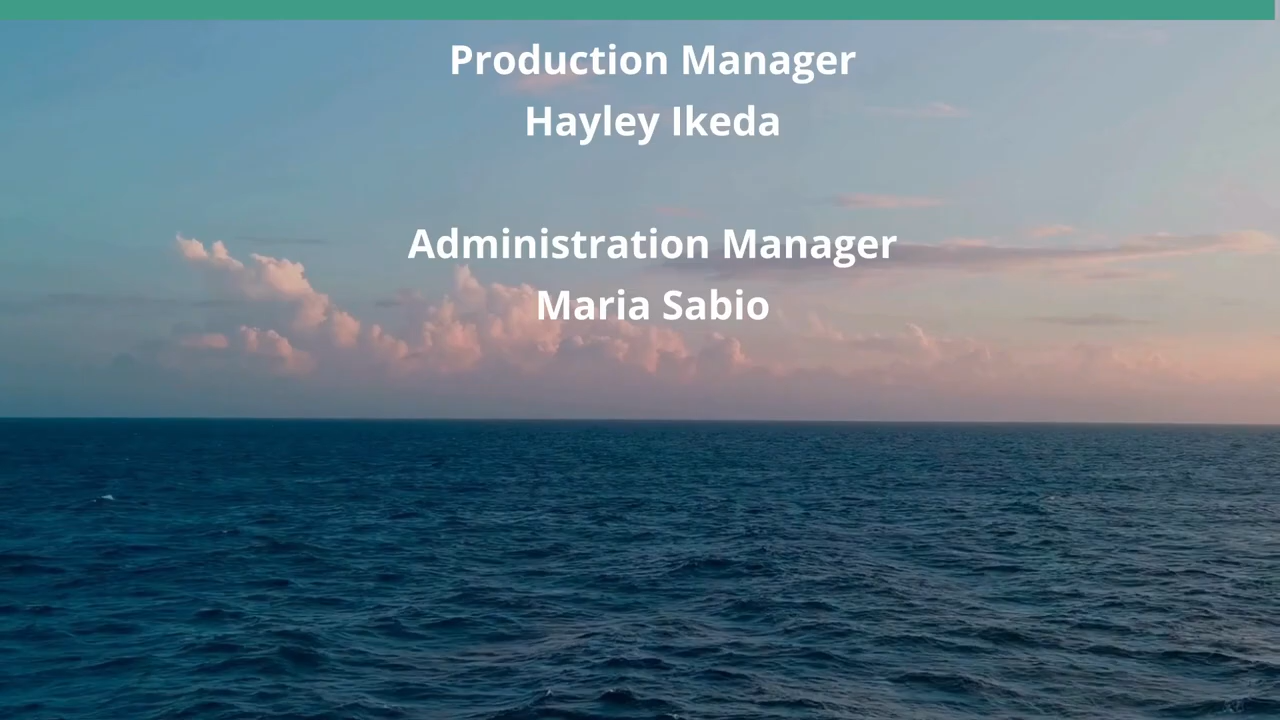 Production Manager
Hayley Ikeda
Administration Manager
Maria Sabio